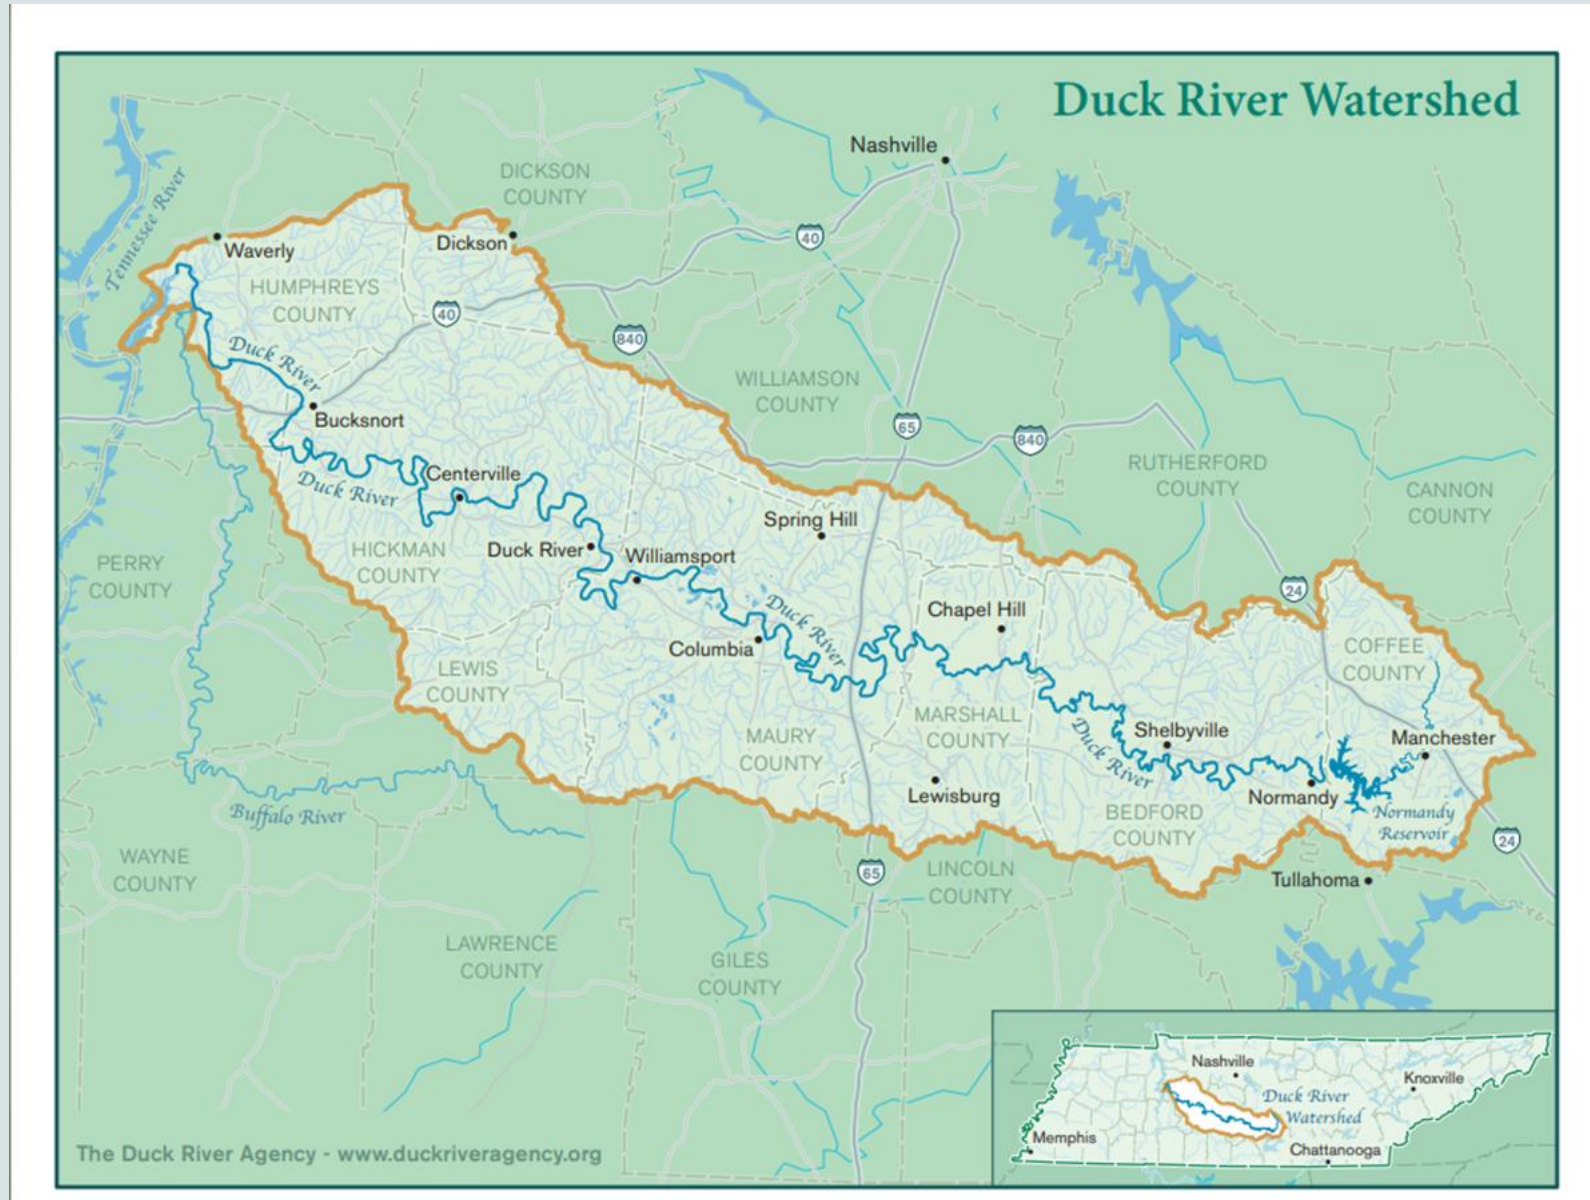 Duck River Watershed
Nashville
DICKSON
COUNTY
Tennessee River
Waverly
Dickson
40
HUMPHREYS
COUNTY
40
840
Duck River
WILLIAMSON
COUNTY
Bucksnort
65
840
RUTHERFORD
COUNTY
CANNON
COUNTY
Centerville
Duck River
Spring Hill
HICKMAN
COUNTY
Duck River
Williamsport
PERRY
COUNTY
24
Chapel Hill
Duck River
Columbia
COFFEE
COUNTY
LEWIS
COUNTY
MAURY
COUNTY
MARSHALL
COUNTY
Duck River
Shelbyville
Manchester
Lewisburg
Normandy
Normandy
Reservoir
BEDFORD
COUNTY
Buffalo River
24
WAYNE
COUNTY
65
LINCOLN
COUNTY
Tullahoma
LAWRENCE
COUNTY
GILES
COUNTY
Nashville
Knoxville
Duck River
Watershed
Memphis
Chattanooga
The Duck River Agency - www.duckriveragency.org